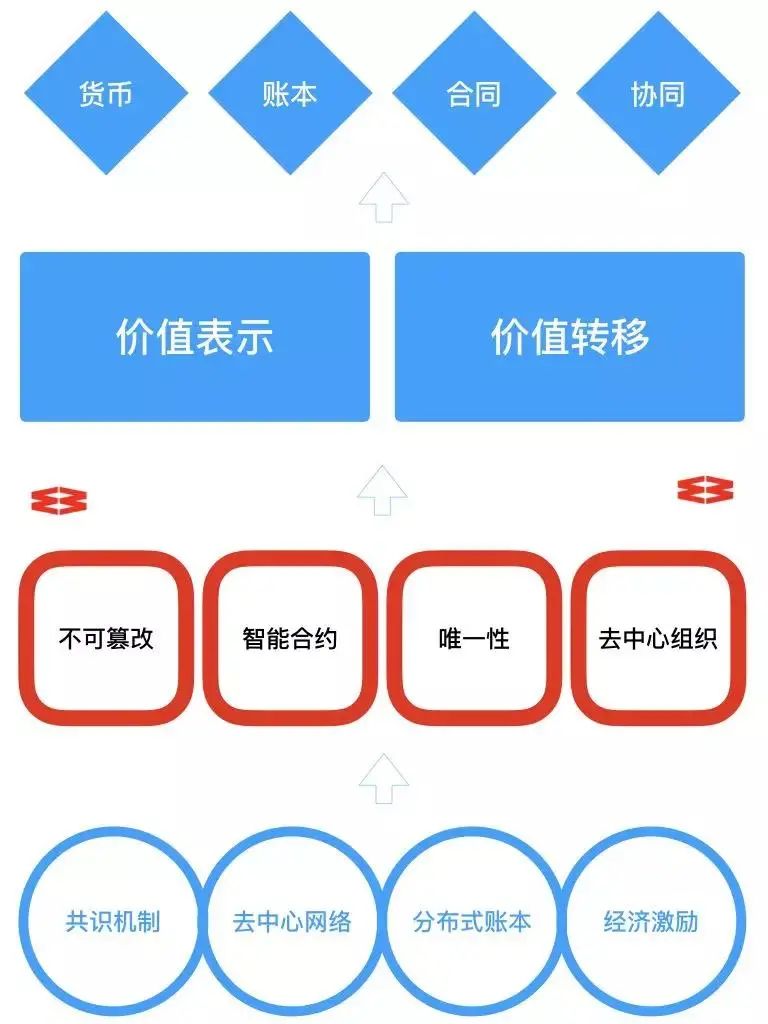 货币
账本
合同
协同
价值表示
价值转移
不可篡改
智能合约
唯一性
去中心组织
共识机制
去中心网络
分布式账本
经济激励